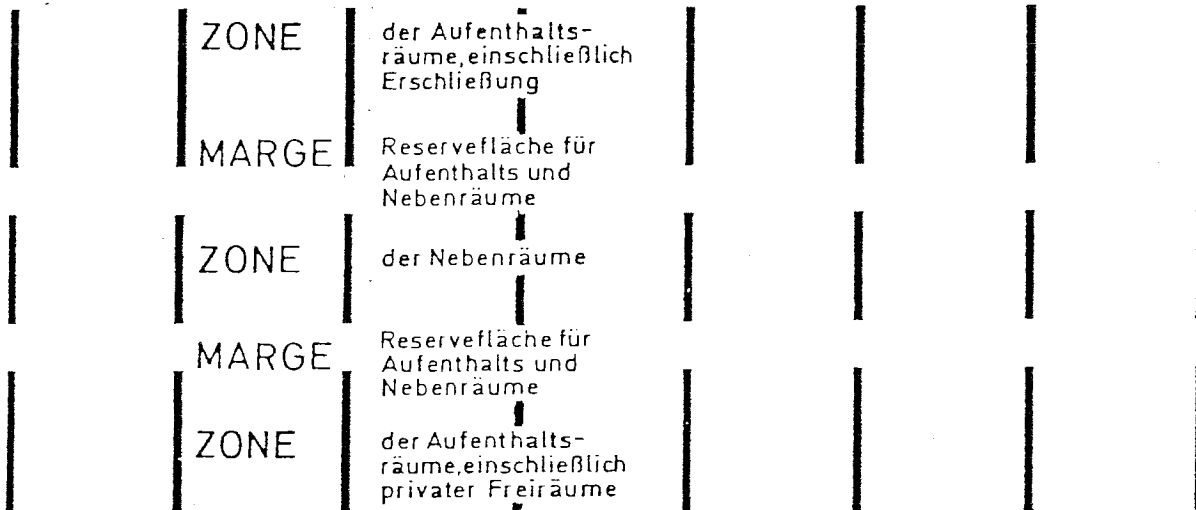 ZONE
der Aufenthalts-
räume,einschließlich
Erschließung
MARGE
Reservefläche für
Aufenthalts und
Nebenräume
ZONE
der Nebenräume
MARGE
Reservefläche für
Aufenthalts und
Nebenräume
ZONE
der Aufenthalts-
räume,einschließlich
privater Freiräume